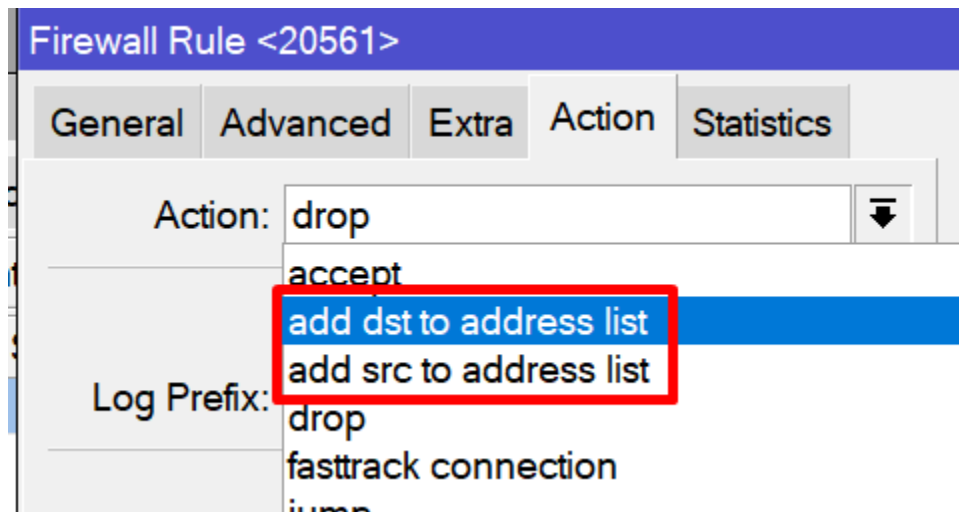 Firewall Rule <20561>
General Advanced Extra Action Statistics
Action: drop
accept
add dst to address list
add src to address list
Log Prefix:
drop
fasttrack connection
jump